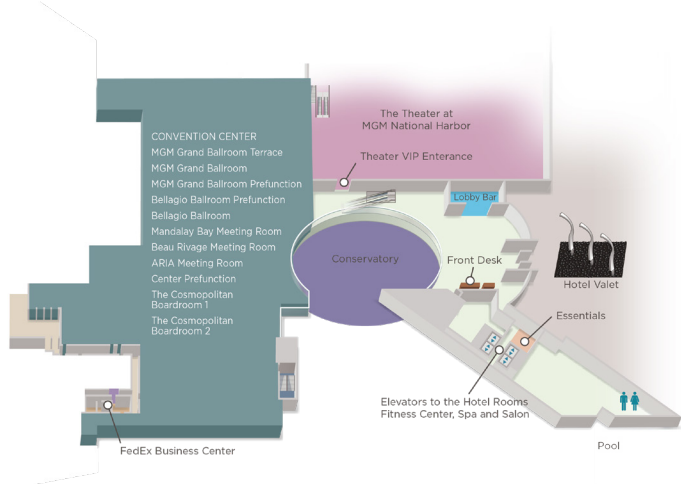 The Theater at
MGM National Harbor
CONVENTION CENTER
MGM Grand Ballroom Terrace
MGM Grand Ballroom
MGM Grand Ballroom Prefunction
Bellagio Ballroom Prefunction
Bellagio Ballroom
Mandalay Bay Meeting Room
Beau Rivage Meeting Room
ARIA Meeting Room
Center Prefunction
The Cosmopolitan
Boardroom 1
The Cosmopolitan
Boardroom 2
Theater VIP Enterance
Lobby Bar
Conservatory
Front Desk
Hotel Valet
Essentials
Elevators to the Hotel Rooms
Fitness Center, Spa and Salon
FedEx Business Center
Pool